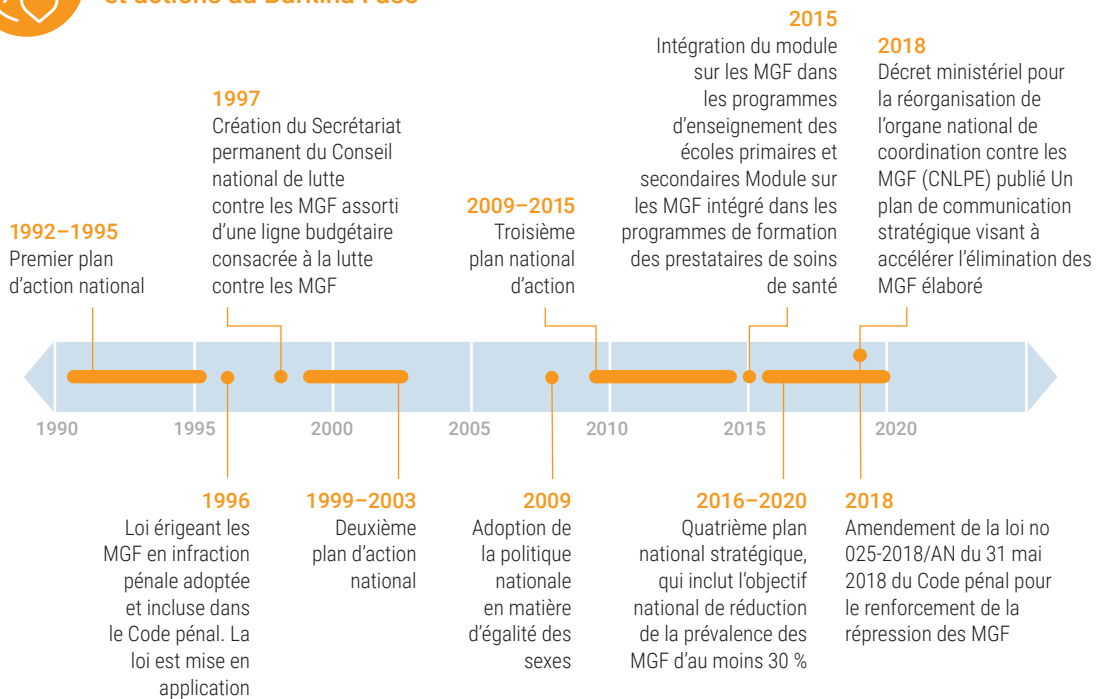 et actions au Burkina Faso
1992–1995
Premier plan
d’action national
1997
Création du Secrétariat
permanent du Conseil
national de lutte
contre les MGF assorti
d’une ligne budgétaire
consacrée à la lutte
contre les MGF
2009–2015
Troisième
plan national
d’action
2015
Intégration du module
sur les MGF dans
les programmes
d’enseignement des
écoles primaires et
secondaires Module sur
les MGF intégré dans les
programmes de formation
des prestataires de soins
de santé
2018
Décret ministériel pour
la réorganisation de
l’organe national de
coordination contre les
MGF (CNLPE) publié Un
plan de communication
stratégique visant à
accélérer l’élimination des
MGF élaboré
1990 1995 2000 2005 2010 2015 2020
1996
Loi érigeant les
MGF en infraction
pénale adoptée
et incluse dans
le Code pénal. La
loi est mise en
application
1999–2003
Deuxième
plan d’action
national
2009
Adoption de
la politique
nationale
en matière
d’égalité des
sexes
2016–2020
Quatrième plan
national stratégique,
qui inclut l’objectif
national de réduction
de la prévalence des
MGF d’au moins 30 %
2018
Amendement de la loi no
025-2018/AN du 31 mai
2018 du Code pénal pour
le renforcement de la
répression des MGF